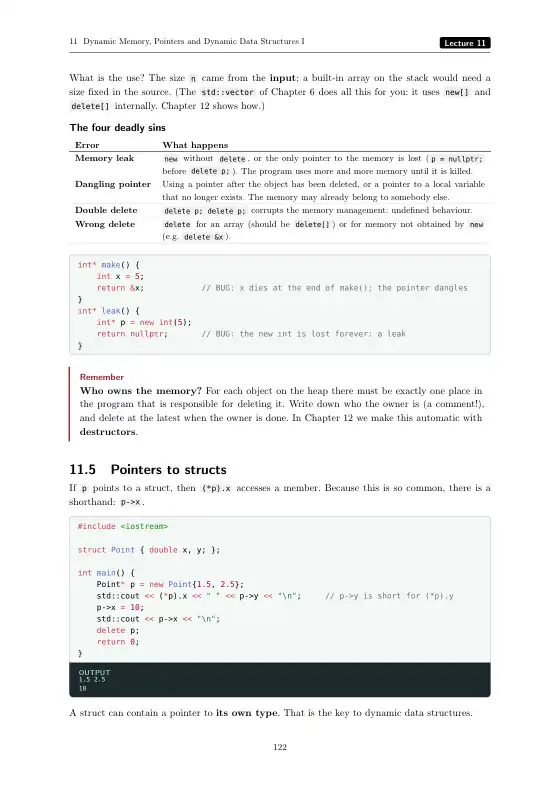 11 Dynamic Memory, Pointers and Dynamic Data Structures I
Lecture 11
What is the use? The size n came from the input; a built-in array on the stack would need a
size fixed in the source. (The std::vector of Chapter 6 does all this for you: it uses new[] and
delete[] internally. Chapter 12 shows how.)
The four deadly sins
Error What happens
Memory leak new without delete, or the only pointer to the memory is lost (p = nullptr;
before delete p;). The program uses more and more memory until it is killed.
Dangling pointer Using a pointer after the object has been deleted, or a pointer to a local variable
that no longer exists. The memory may already belong to somebody else.
Double delete delete p; delete p; corrupts the memory management: undefined behaviour.
Wrong delete delete for an array (should be delete[]) or for memory not obtained by new
(e.g. delete &x).
int* make() {
    int x = 5;
    return &x;            // BUG: x dies at the end of make(); the pointer dangles
}
int* leak() {
    int* p = new int(5);
    return nullptr;       // BUG: the new int is lost forever: a leak
}
Remember
Who owns the memory? For each object on the heap there must be exactly one place in
the program that is responsible for deleting it. Write down who the owner is (a comment!),
and delete at the latest when the owner is done. In Chapter 12 we make this automatic with
destructors.
11.5 Pointers to structs
If p points to a struct, then (*p).x accesses a member. Because this is so common, there is a
shorthand: p->x.
#include <iostream>
struct Point { double x, y; };
int main() {
    Point* p = new Point{1.5, 2.5};
    std::cout << (*p).x << " " << p->y << "\n";     // p->y is short for (*p).y
    p->x = 10;
    std::cout << p->x << "\n";
    delete p;
    return 0;
}
OUTPUT
1.5 2.5
10
A struct can contain a pointer to its own type. That is the key to dynamic data structures.
122